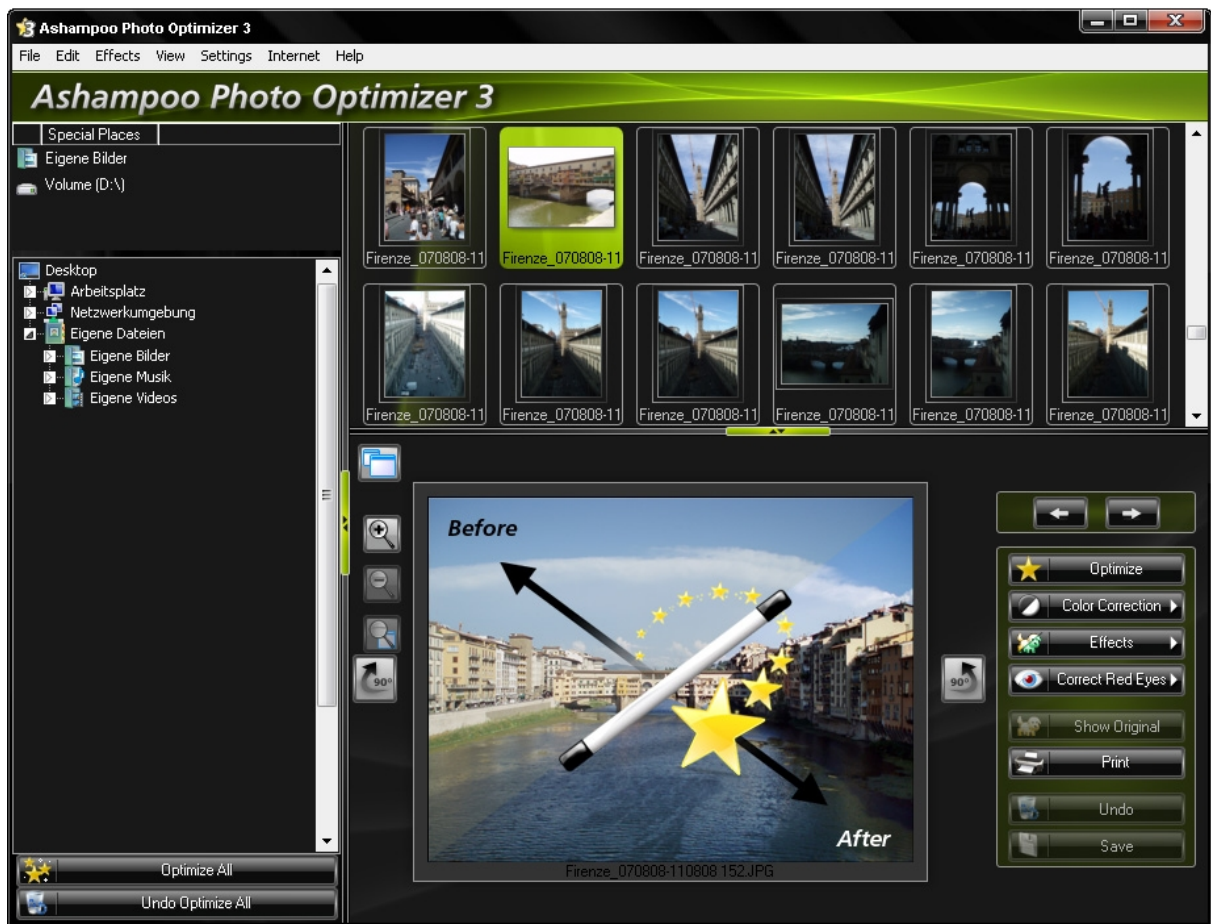 Ashampoo Photo Optimizer 3
File Edit Effects View Settings Internet Help
Ashampoo Photo Optimizer 3
Special Places
Eigene Bilder
Volume (D:\)
Desktop
Arbeitsplatz
Netzwerkumgebung
Eigene Dateien
Eigene Bilder
Eigene Musik
Eigene Videos
Optimize All
Undo Optimize All
Firenze_070808-11 Firenze_070808-11 Firenze_070808-11 Firenze_070808-11 Firenze_070808-11 Firenze_070808-11
Firenze_070808-11 Firenze_070808-11 Firenze_070808-11 Firenze_070808-11 Firenze_070808-11 Firenze_070808-11
Before
After
90°
90°
Firenze_070808-110808 152.JPG
Optimize
Color Correction
Effects
Correct Red Eyes
Show Original
Print
Undo
Save